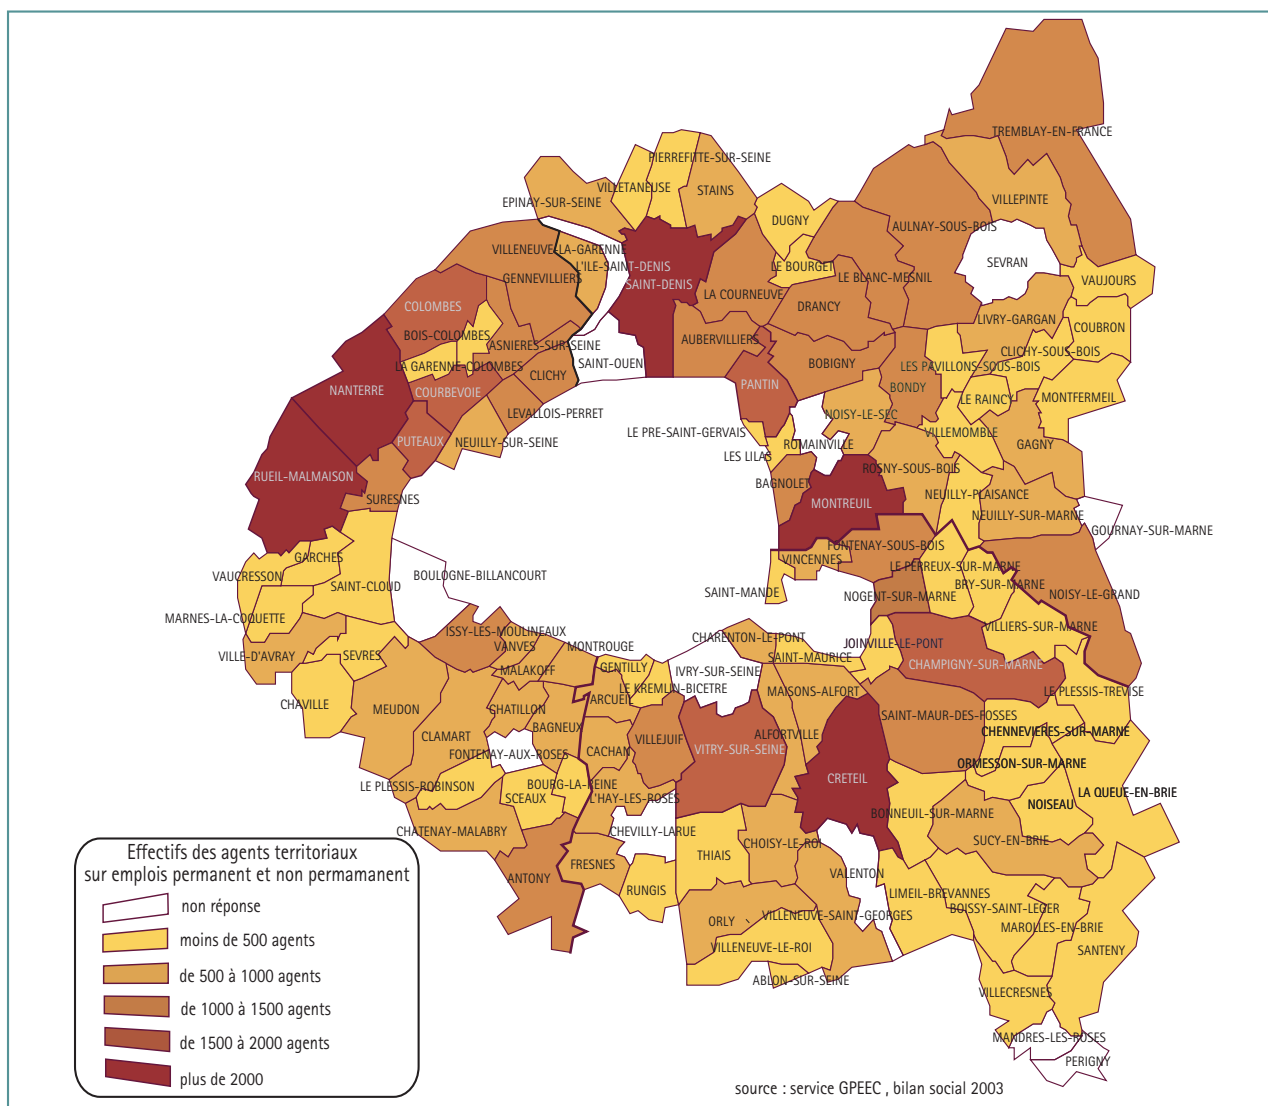 TREMBLAY-EN-FRANCE
PIERREFITTE-SUR-SEINE
VILLETANEUSE
STAINS
EPINAY-SUR-SEINE
VILLEPINTE
DUGNY
AULNAY-SOUS-BOIS
VILLENEUVE-LA-GARENNE
L'ILE-SAINT-DENIS
LE BOURGET
SEVRAN
GENNEVILLIERS
SAINT-DENIS
LE BLANC-MESNIL
VAUJOURS
LA COURNEUVE
COLOMBES
DRANCY
LIVRY-GARGAN
COUBRON
BOIS-COLOMBES
ASNIERES-SUR-SEINE
AUBERVILLIERS
CLICHY-SOUS-BOIS
SAINT-OUEN
LA GARENNE-COLOMBES
BOBIGNY
LES PAVILLONS-SOUS-BOIS
CLICHY
PANTIN
BONDY
NANTERRE
COURBEVOIE
LE RAINCY
MONTFERMEIL
LEVALLOIS-PERRET
NOISY-LE-SEC
LE PRE-SAINT-GERVAIS
VILLEMOMBLE
PUTEAUX
NEUILLY-SUR-SEINE
ROMAINVILLE
GAGNY
LES LILAS
ROSNY-SOUS-BOIS
RUEIL-MALMAISON
BAGNOLET
SURESNES
MONTREUIL
NEUILLY-PLAISANCE
NEUILLY-SUR-MARNE
GOURNAY-SUR-MARNE
FONTENAY-SOUS-BOIS
GARCHES
VINCENNES
LE PERREUX-SUR-MARNE
VAUCRESSON
BOULOGNE-BILLANCOURT
SAINT-CLOUD
BRY-SUR-MARNE
SAINT-MANDE
NOGENT-SUR-MARNE
NOISY-LE-GRAND
MARNES-LA-COQUETTE
VILLIERS-SUR-MARNE
ISSY-LES-MOULINEAUX
CHARENTON-LE-PONT
JOINVILLE-LE-PONT
VANVES
MONTROUGE
VILLE-D'AVRAY
SEVRES
SAINT-MAURICE
CHAMPIGNY-SUR-MARNE
MALAKOFF
GENTILLY
IVRY-SUR-SEINE
LE KREMLIN-BICETRE
MAISONS-ALFORT
LE PLESSIS-TREVISE
CHAVILLE
ARCUEIL
MEUDON
CHATILLON
SAINT-MAUR-DES-FOSSES
BAGNEUX
CHENNEVIERES-SUR-MARNE
CLAMART
VILLEJUIF
ALFORTVILLE
FONTENAY-AUX-ROSES
CACHAN
VITRY-SUR-SEINE
ORMESSON-SUR-MARNE
CRETEIL
LE PLESSIS-ROBINSON
BOURG-LA-REINE
LA QUEUE-EN-BRIE
SCEAUX
L'HAY-LES-ROSES
NOISEAU
BONNEUIL-SUR-MARNE
CHATENAY-MALABRY
CHEVILLY-LARUE
CHOISY-LE-ROI
SUCY-EN-BRIE
THIAIS
FRESNES
VALENTON
ANTONY
RUNGIS
LIMEIL-BREVANNES
BOISSY-SAINT-LEGER
ORLY
VILLENEUVE-SAINT-GEORGES
MAROLLES-EN-BRIE
VILLENEUVE-LE-ROI
SANTENY
ABLON-SUR-SEINE
VILLECRESNES
MANDRES-LES-ROSES
PERIGNY
Effectifs des agents territoriaux
sur emplois permanent et non permamanent
non réponse
moins de 500 agents
de 500 à 1000 agents
de 1000 à 1500 agents
de 1500 à 2000 agents
plus de 2000
source : service GPEEC , bilan social 2003